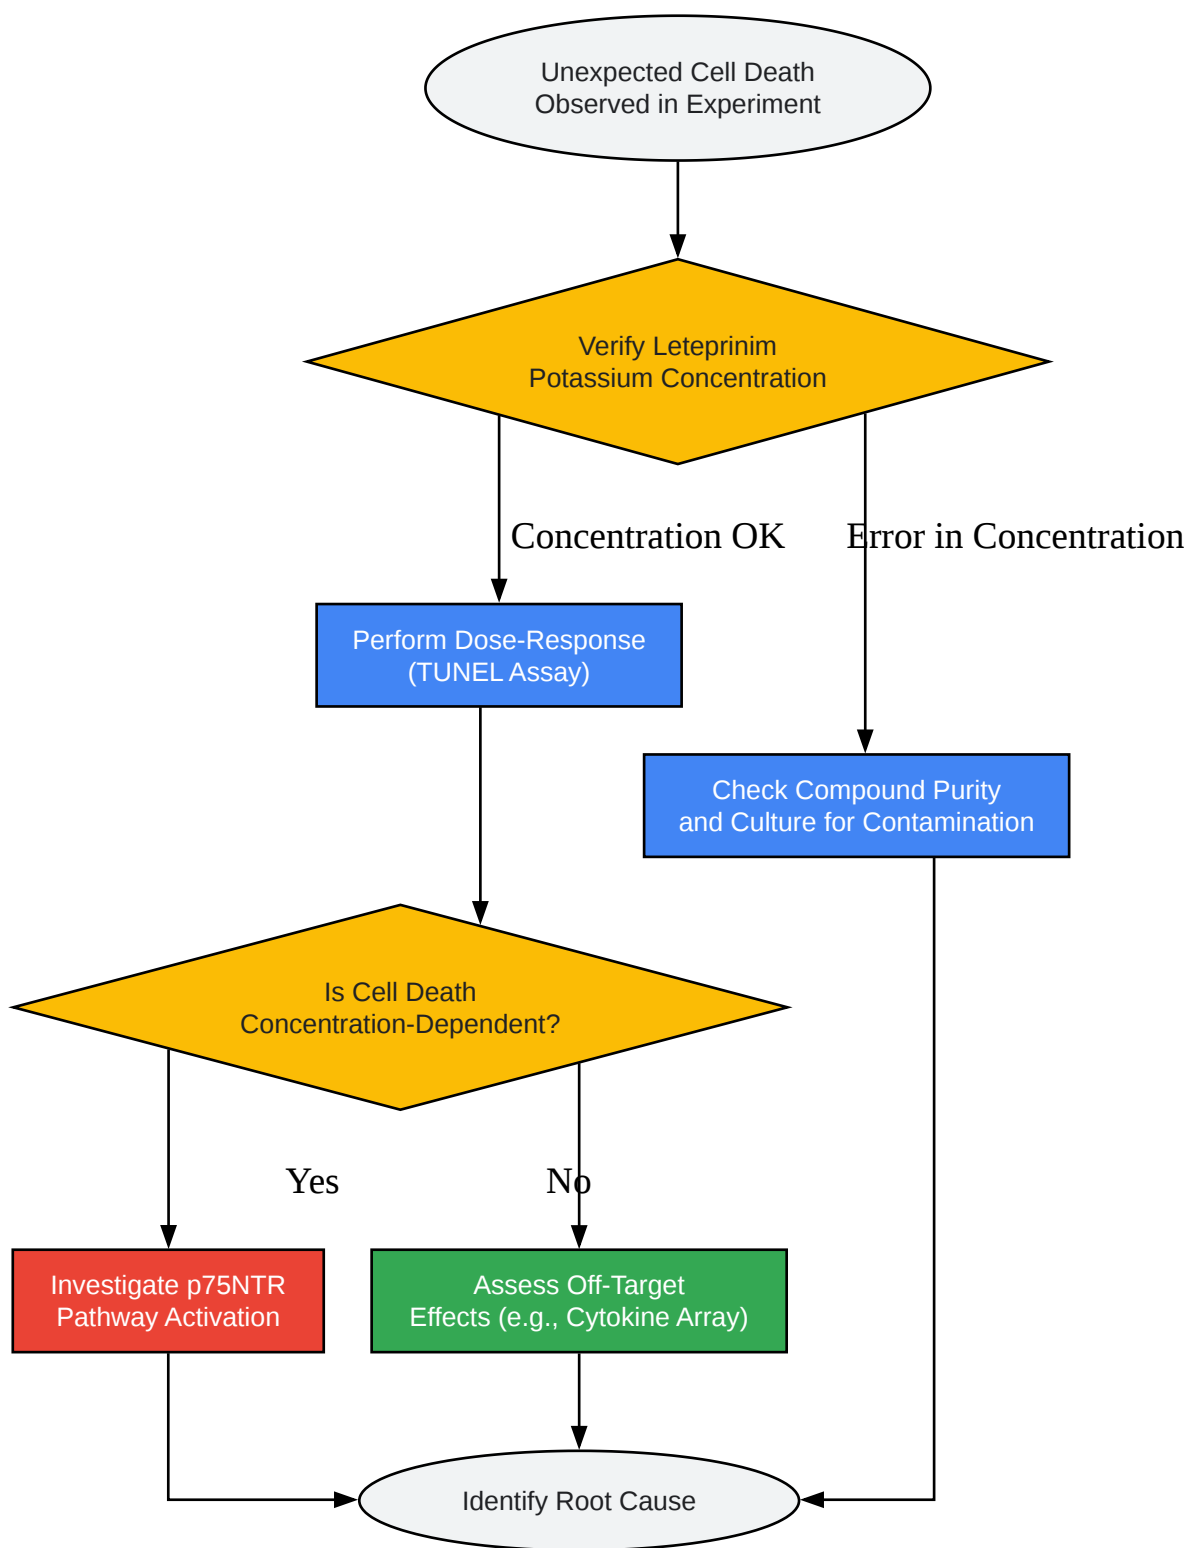 Unexpected Cell Death
Observed in Experiment
Verify Leteprinim
Potassium Concentration
Concentration OK
Error in Concentration
Perform Dose-Response
(TUNEL Assay)
Check Compound Purity
and Culture for Contamination
Is Cell Death
Concentration-Dependent?
Yes
No
Investigate p75NTR
Pathway Activation
Assess Off-Target
Effects (e.g., Cytokine Array)
Identify Root Cause